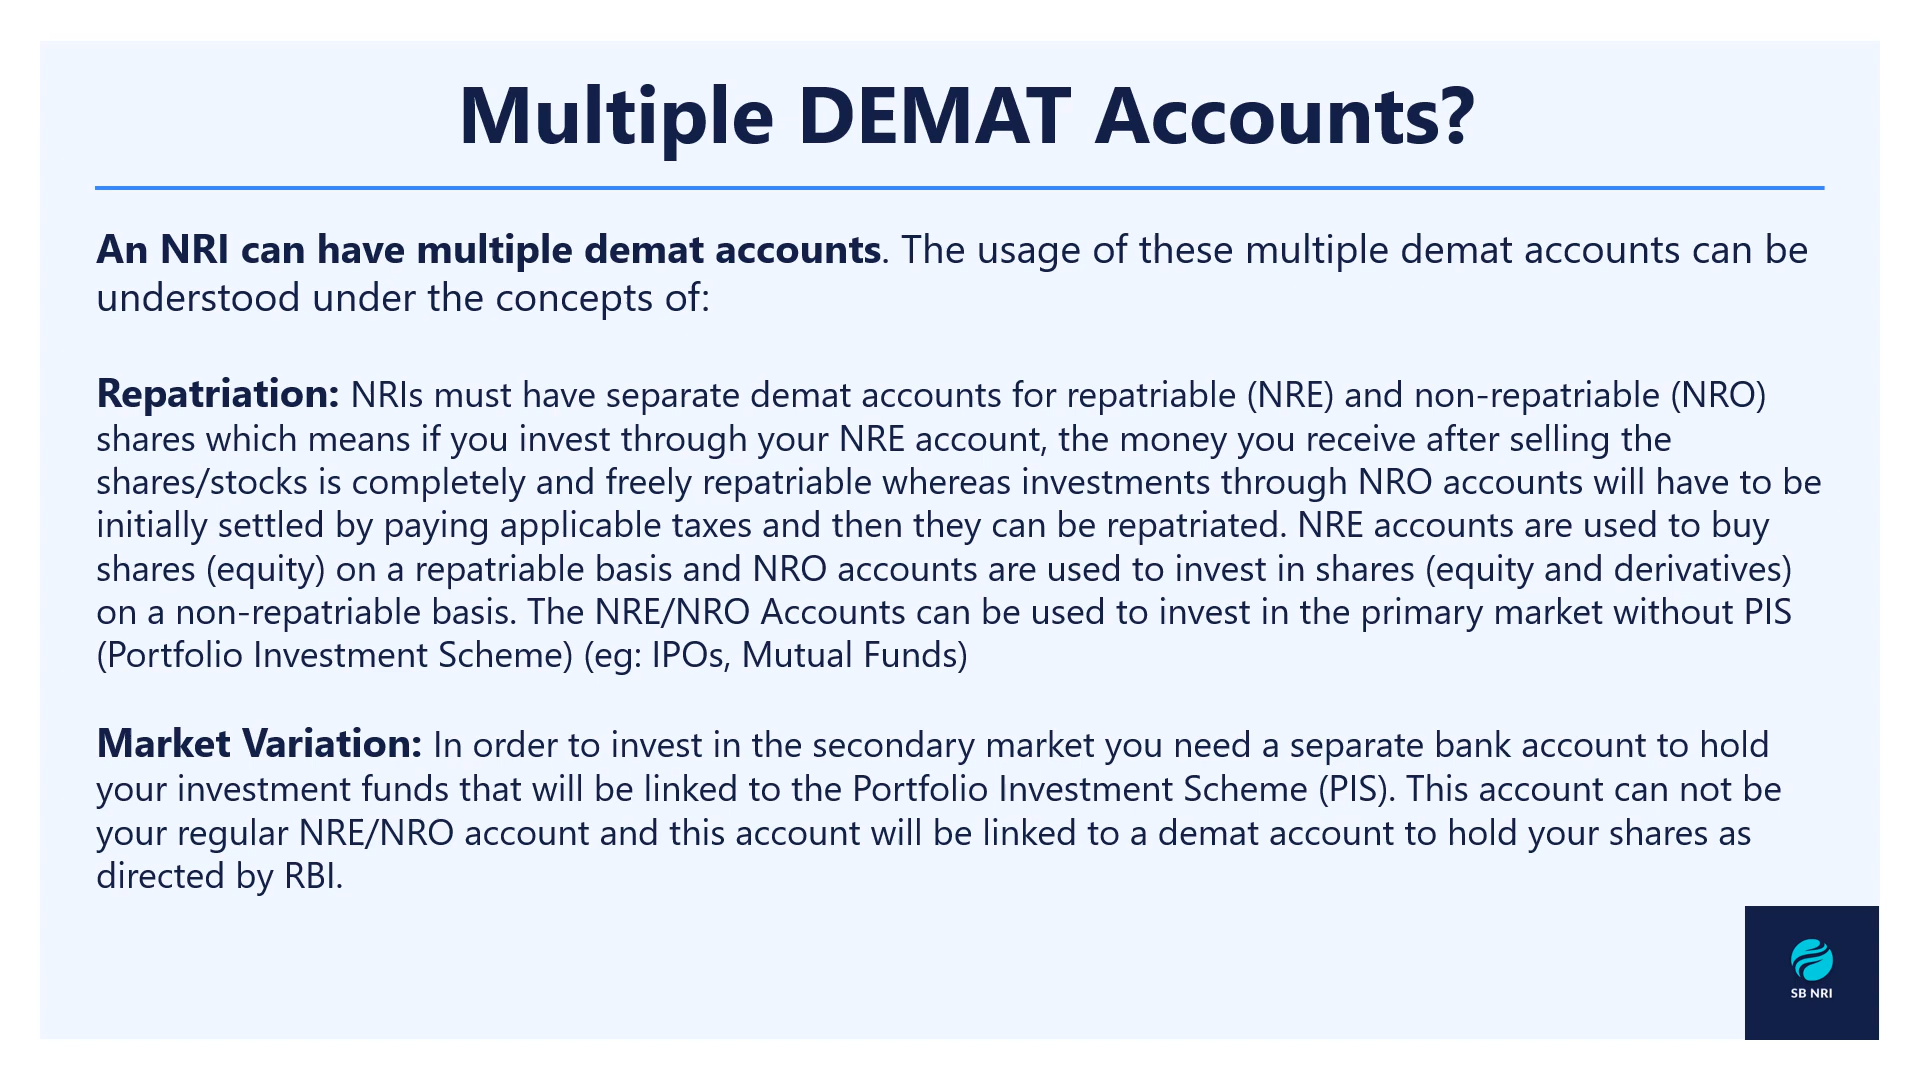 Multiple DEMAT Accounts?
An NRI can have multiple demat accounts. The usage of these multiple demat accounts can be
understood under the concepts of:
Repatriation: NRIs must have separate demat accounts for repatriable (NRE) and non-repatriable (NRO)
shares which means if you invest through your NRE account, the money you receive after selling the
shares/stocks is completely and freely repatriable whereas investments through NRO accounts will have to be
initially settled by paying applicable taxes and then they can be repatriated. NRE accounts are used to buy
shares (equity) on a repatriable basis and NRO accounts are used to invest in shares (equity and derivatives)
on a non-repatriable basis. The NRE/NRO Accounts can be used to invest in the primary market without PIS
(Portfolio Investment Scheme) (eg: IPOs, Mutual Funds)
Market Variation: In order to invest in the secondary market you need a separate bank account to hold
your investment funds that will be linked to the Portfolio Investment Scheme (PIS). This account can not be
your regular NRE/NRO account and this account will be linked to a demat account to hold your shares as
directed by RBI.
SB NRI